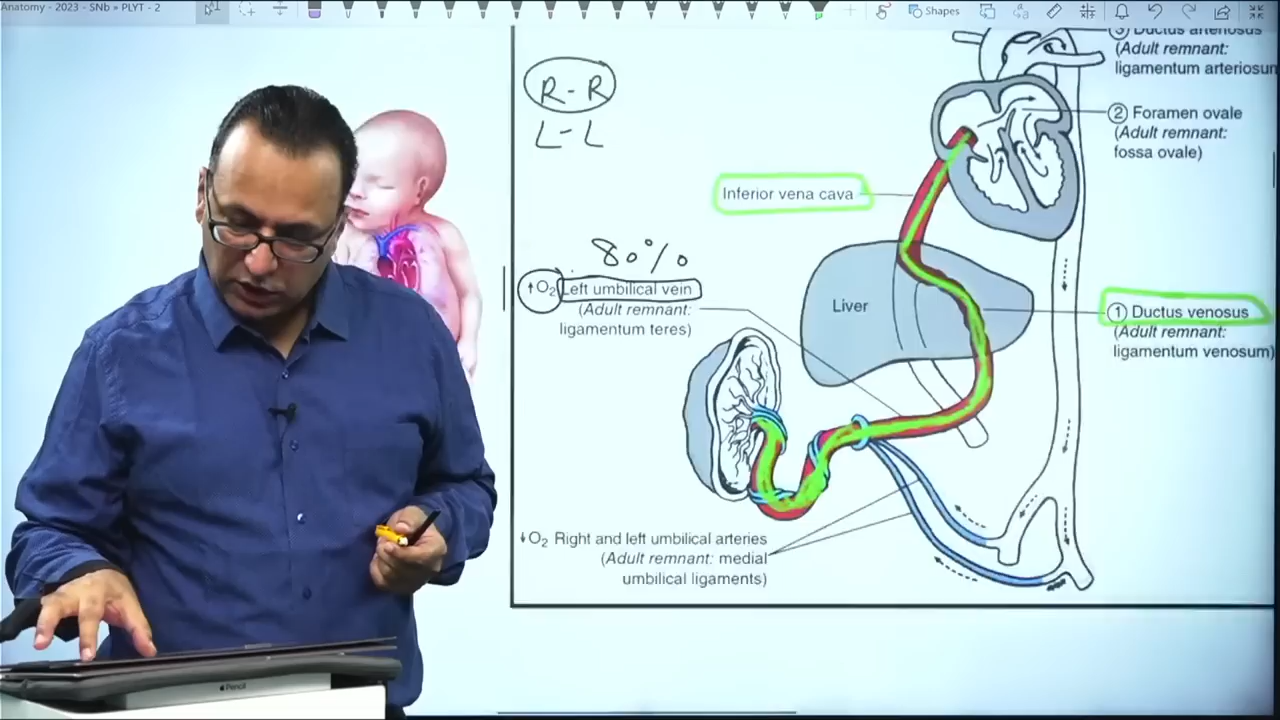 Anatomy - 2023 - SNb > PLYT - 2
Shapes
③ Ductus arteriosus
(Adult remnant:
ligamentum arteriosum
R - R
L - L
② Foramen ovale
(Adult remnant:
fossa ovale)
Inferior vena cava
80%
↑O2 Left umbilical vein
(Adult remnant:
ligamentum teres)
Liver
① Ductus venosus
(Adult remnant:
ligamentum venosum)
↓O2 Right and left umbilical arteries
(Adult remnant: medial
umbilical ligaments)
Pencil